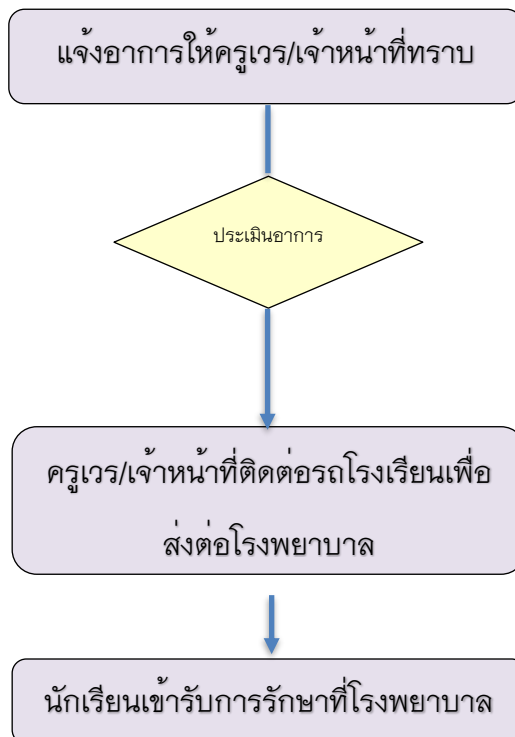 แจ้งอาการให้ครูเวร/เจ้าหน้าที่ทราบ
ประเมินอาการ
ครูเวร/เจ้าหน้าที่ติดต่อรถโรงเรียนเพื่อ
ส่งต่อโรงพยาบาล
นักเรียนเข้ารับการรักษาที่โรงพยาบาล